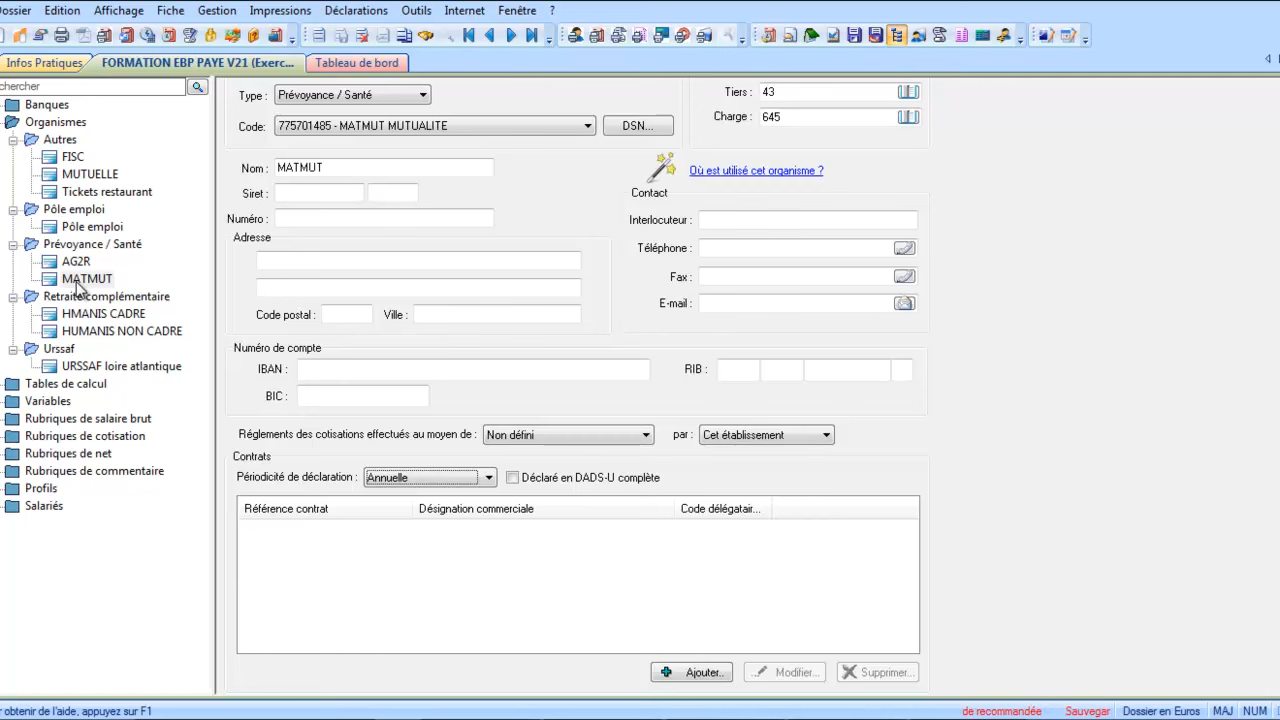 ossier Edition Affichage Fiche Gestion Impressions Déclarations Outils Internet Fenêtre ?
Infos Pratiques FORMATION EBP PAYE V21 (Exerc... Tableau de bord
chercher
Banques
Organismes
Autres
FISC
MUTUELLE
Tickets restaurant
Pôle emploi
Pôle emploi
Prévoyance / Santé
AG2R
MATMUT
Retraite complémentaire
HMANIS CADRE
HUMANIS NON CADRE
Urssaf
URSSAF loire atlantique
Tables de calcul
Variables
Rubriques de salaire brut
Rubriques de cotisation
Rubriques de net
Rubriques de commentaire
Profils
Salariés
Type : Prévoyance / Santé
Code: 775701485 - MATMUT MUTUALITE DSN...
Tiers : 43
Charge : 645
Nom : MATMUT
Siret :
Numéro :
Où est utilisé cet organisme ?
Adresse
Code postal : Ville :
Contact
Interlocuteur :
Téléphone :
Fax :
E-mail :
Numéro de compte
IBAN : RIB :
BIC :
Réglements des cotisations effectués au moyen de : Non défini par : Cet établissement
Contrats
Périodicité de déclaration : Annuelle Déclaré en DADS-U complète
Référence contrat Désignation commerciale Code délégatair...
Ajouter.. Modifier... Supprimer...
r obtenir de l'aide, appuyez sur F1 de recommandée Sauvegar Dossier en Euros MAJ NUM